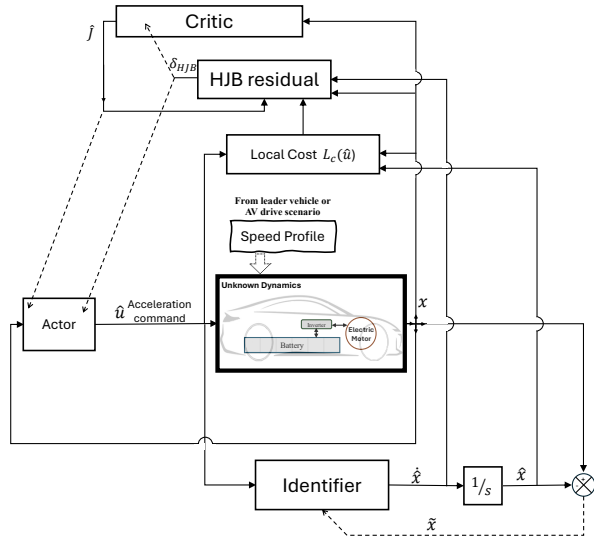 Critic
Ĵ
δ_HJB
HJB residual
Local Cost L_c(û)
From leader vehicle or
AV drive scenario
Speed Profile
Unknown Dynamics
x
Actor
û
Acceleration
command
Inverter
Electric
Motor
Battery
Identifier
ẋ̂
1/s
x̂
x̃